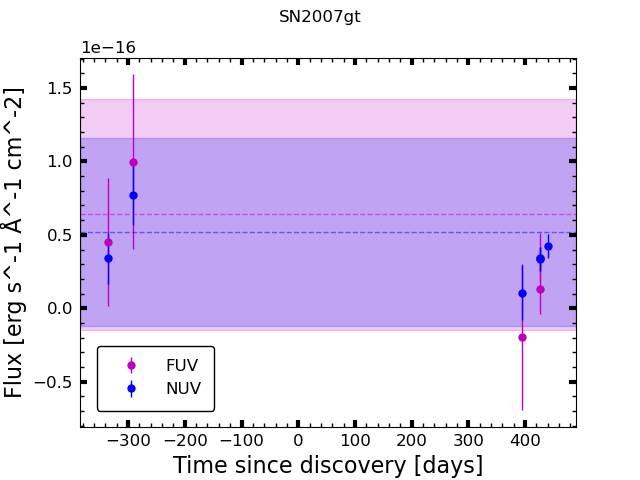 SN2007gt
1e−16
1.5
1.0
0.5
0.0
−0.5
Flux [erg s^-1 Å^-1 cm^-2]
FUV
NUV
−300 −200 −100 0 100 200 300 400
Time since discovery [days]